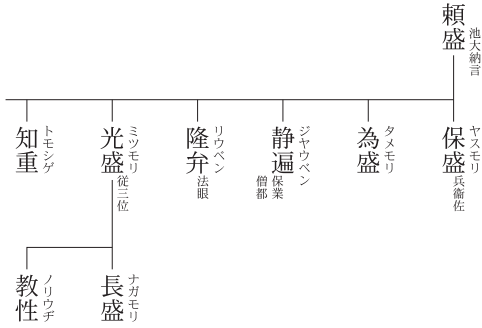 頼盛
池大納言
保盛
ヤスモリ
兵衞佐
為盛
タメモリ
静遍
ジヤウベン
保業
僧都
隆弁
リウベン
法眼
光盛
ミツモリ
従三位
知重
トモシゲ
長盛
ナガモリ
教性
ノリウヂ